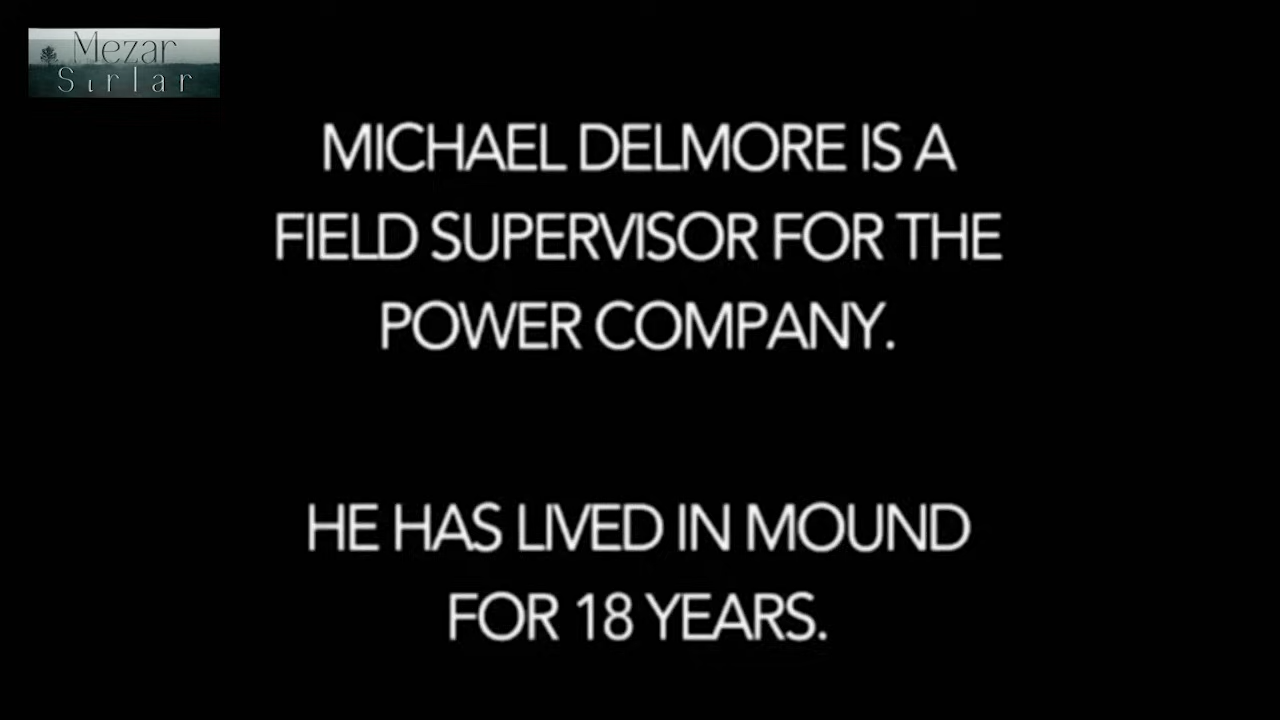 Mezar
Sırlar
MICHAEL DELMORE IS A
FIELD SUPERVISOR FOR THE
POWER COMPANY.
HE HAS LIVED IN MOUND
FOR 18 YEARS.